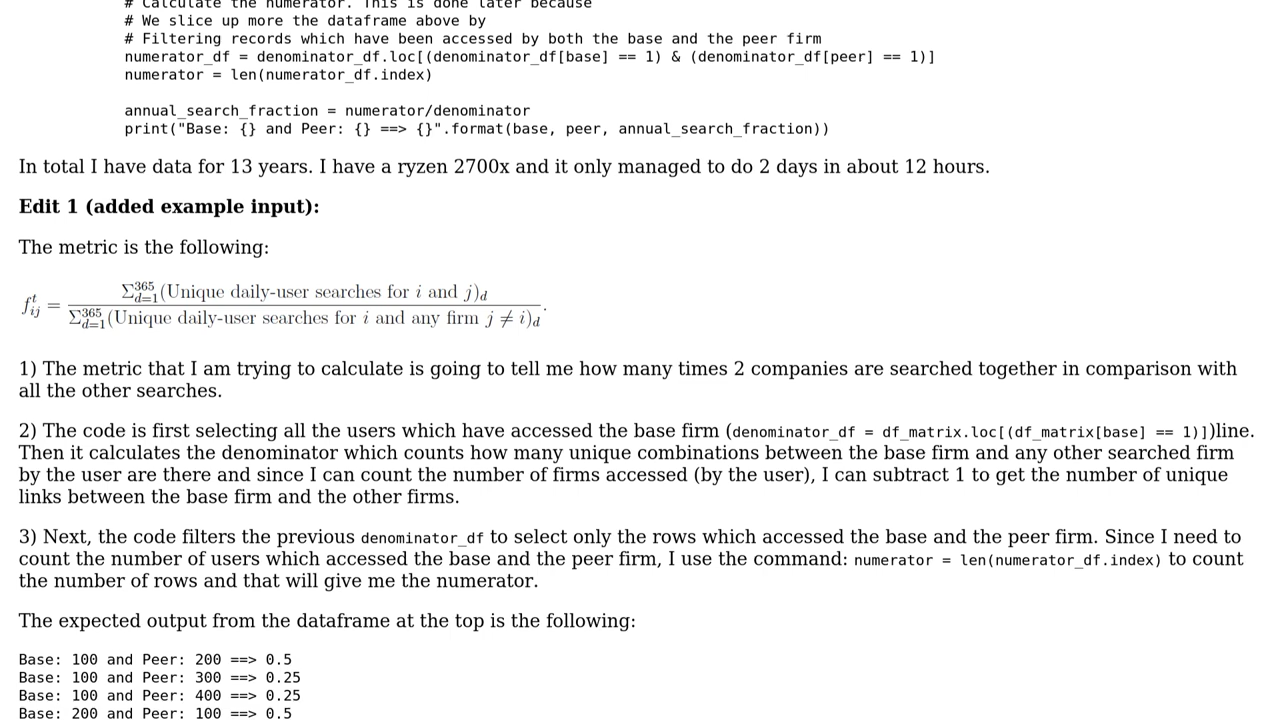 # Calculate the numerator. This is done later because
# We slice up more the dataframe above by
# Filtering records which have been accessed by both the base and the peer firm
numerator_df = denominator_df.loc[(denominator_df[base] == 1) & (denominator_df[peer] == 1)]
numerator = len(numerator_df.index)
annual_search_fraction = numerator/denominator
print("Base: {} and Peer: {} ==> {}".format(base, peer, annual_search_fraction))
In total I have data for 13 years. I have a ryzen 2700x and it only managed to do 2 days in about 12 hours.
Edit 1 (added example input):
The metric is the following:
f_{ij}^t = \frac{\Sigma_{d=1}^{365}(Unique daily-user searches for i and j)_d}{\Sigma_{d=1}^{365}(Unique daily-user searches for i and any firm j ≠ i)_d}.
1) The metric that I am trying to calculate is going to tell me how many times 2 companies are searched together in comparison with
all the other searches.
2) The code is first selecting all the users which have accessed the base firm (denominator_df = df_matrix.loc[(df_matrix[base] == 1)])line.
Then it calculates the denominator which counts how many unique combinations between the base firm and any other searched firm
by the user are there and since I can count the number of firms accessed (by the user), I can subtract 1 to get the number of unique
links between the base firm and the other firms.
3) Next, the code filters the previous denominator_df to select only the rows which accessed the base and the peer firm. Since I need to
count the number of users which accessed the base and the peer firm, I use the command: numerator = len(numerator_df.index) to count
the number of rows and that will give me the numerator.
The expected output from the dataframe at the top is the following:
Base: 100 and Peer: 200 ==> 0.5
Base: 100 and Peer: 300 ==> 0.25
Base: 100 and Peer: 400 ==> 0.25
Base: 200 and Peer: 100 ==> 0.5